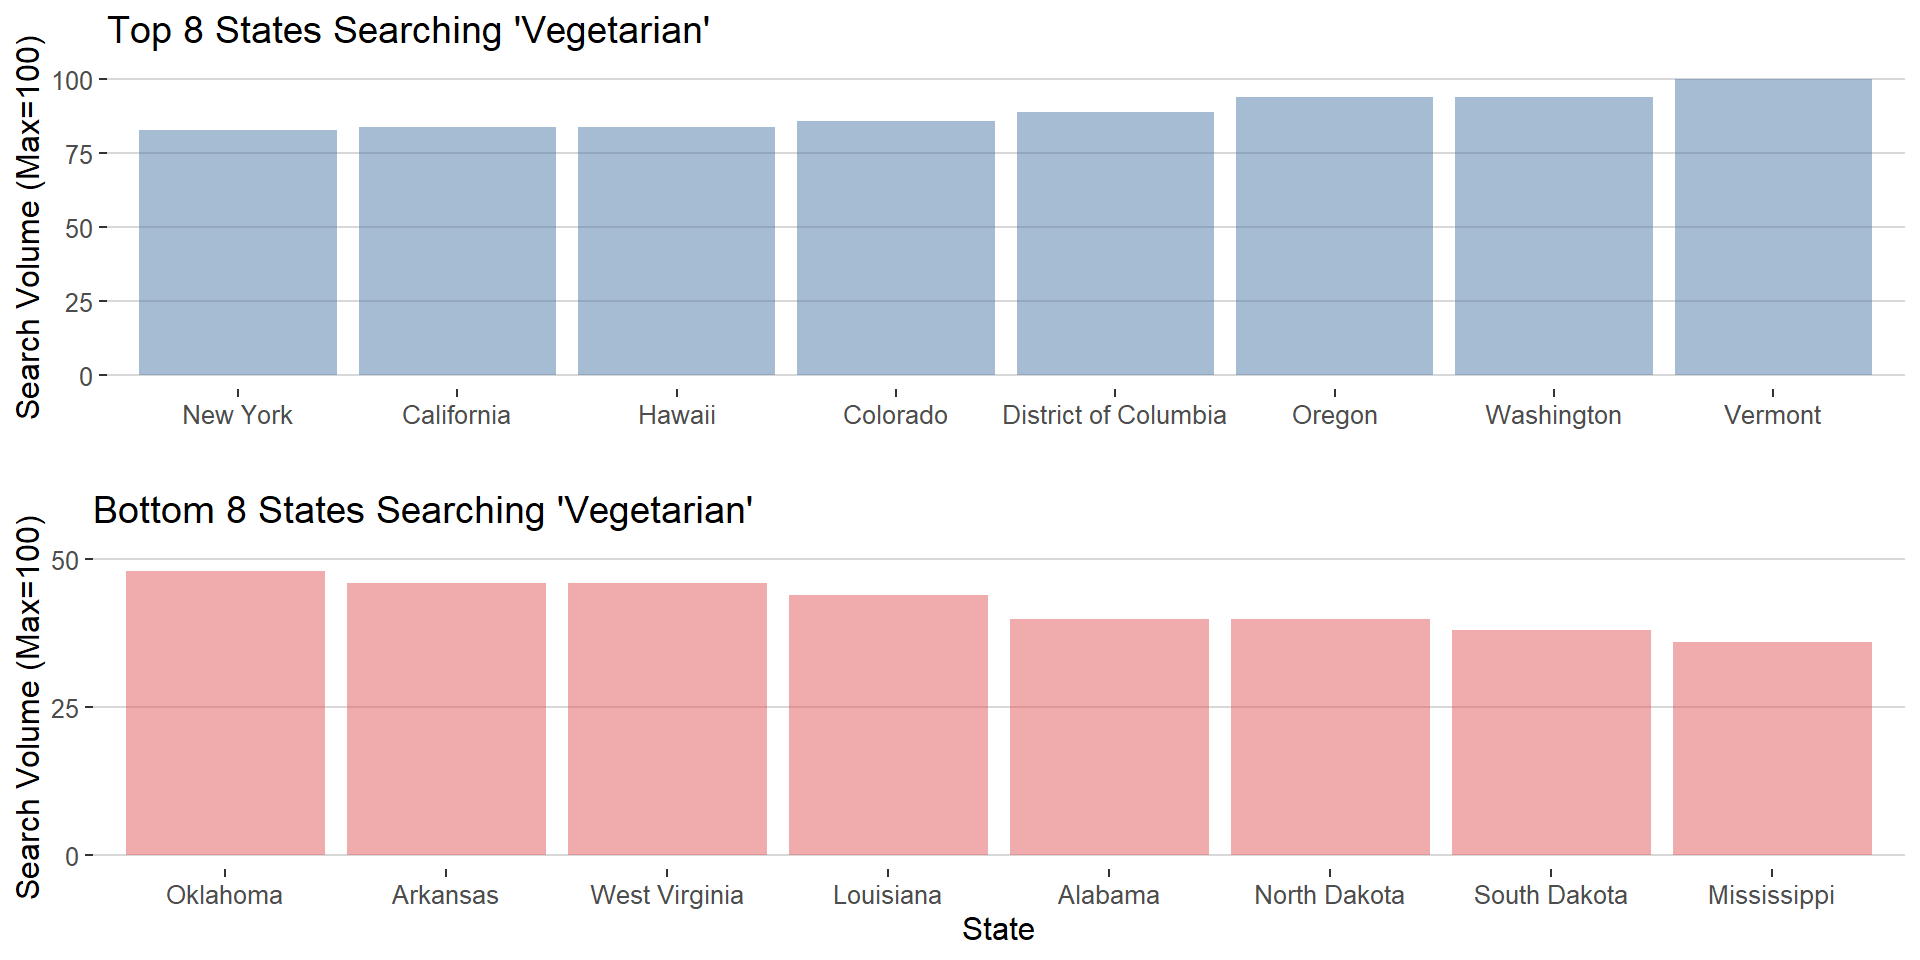 Top 8 States Searching 'Vegetarian'
Search Volume (Max=100)
100
75
50
25
0
New York California Hawaii Colorado District of Columbia Oregon Washington Vermont
Bottom 8 States Searching 'Vegetarian'
Search Volume (Max=100)
50
25
0
Oklahoma Arkansas West Virginia Louisiana Alabama North Dakota South Dakota Mississippi
State